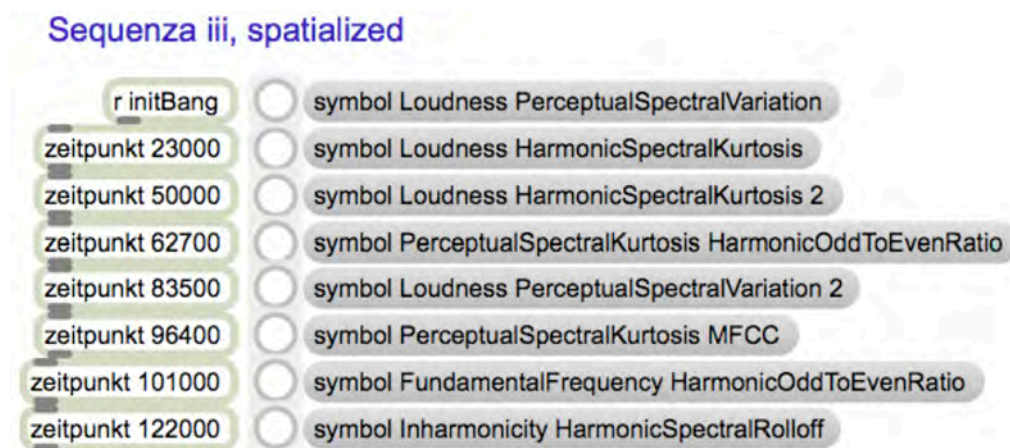 Sequenza iii, spatialized
r initBang symbol Loudness PerceptualSpectralVariation
zeitpunkt 23000 symbol Loudness HarmonicSpectralKurtosis
zeitpunkt 50000 symbol Loudness HarmonicSpectralKurtosis 2
zeitpunkt 62700 symbol PerceptualSpectralKurtosis HarmonicOddToEvenRatio
zeitpunkt 83500 symbol Loudness PerceptualSpectralVariation 2
zeitpunkt 96400 symbol PerceptualSpectralKurtosis MFCC
zeitpunkt 101000 symbol FundamentalFrequency HarmonicOddToEvenRatio
zeitpunkt 122000 symbol Inharmonicity HarmonicSpectralRolloff